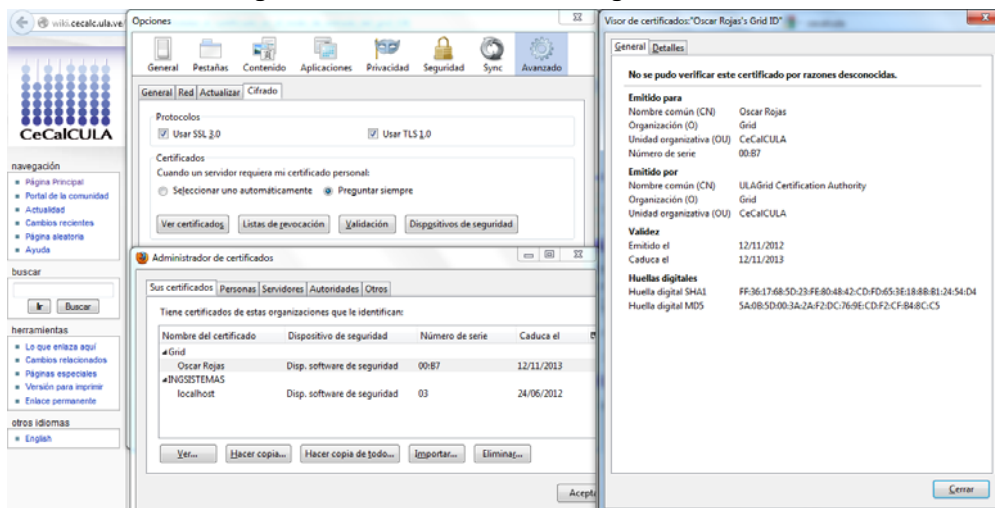 wiki.cecalc.ula.ve
CeCalCULA
navegación
Página Principal
Portal de la comunidad
Actualidad
Cambios recientes
Página aleatoria
Ayuda
buscar
Ir Buscar
herramientas
Lo que enlaza aquí
Cambios relacionados
Páginas especiales
Versión para imprimir
Enlace permanente
otros idiomas
English
Opciones
General Pestañas Contenido Aplicaciones Privacidad Seguridad Sync Avanzado
General Red Actualizar Cifrado
Protocolos
Usar SSL 3.0 Usar TLS 1.0
Certificados
Cuando un servidor requiera mi certificado personal:
Seleccionar uno automáticamente Preguntar siempre
Ver certificados Listas de revocación Validación Dispositivos de seguridad
Administrador de certificados
Sus certificados Personas Servidores Autoridades Otros
Tiene certificados de estas organizaciones que le identifican:
Nombre del certificado Dispositivo de seguridad Número de serie Caduca el
Grid
Oscar Rojas Disp. software de seguridad 00:B7 12/11/2013
INGSISTEMAS
localhost Disp. software de seguridad 03 24/06/2012
Ver... Hacer copia... Hacer copia de todo... Importar... Eliminar...
Acepta
Visor de certificados:"Oscar Rojas's Grid ID"
General Detalles
No se pudo verificar este certificado por razones desconocidas.
Emitido para
Nombre común (CN) Oscar Rojas
Organización (O) Grid
Unidad organizativa (OU) CeCalCULA
Número de serie 00:B7
Emitido por
Nombre común (CN) ULAGrid Certification Authority
Organización (O) Grid
Unidad organizativa (OU) CeCalCULA
Validez
Emitido el 12/11/2012
Caduca el 12/11/2013
Huellas digitales
Huella digital SHA1 FF:36:17:68:5D:23:FE:80:48:42:CD:FD:65:3E:18:88:B1:24:54:D4
Huella digital MD5 5A:0B:5D:00:3A:2A:F2:DC:76:9E:CD:F2:CF:B4:8C:C5
Cerrar